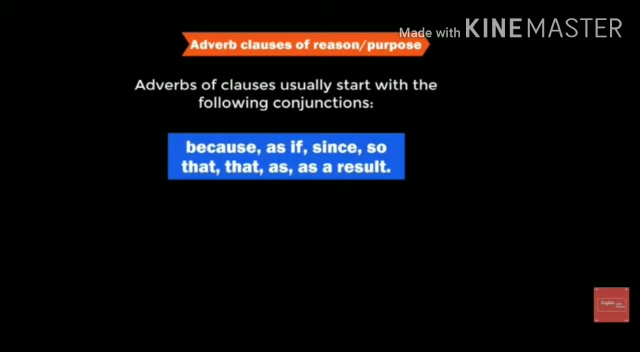 Made with KINEMASTER
Adverb clauses of reason/purpose
Adverbs of clauses usually start with the
following conjunctions:
because, as if, since, so
that, that, as, as a result.